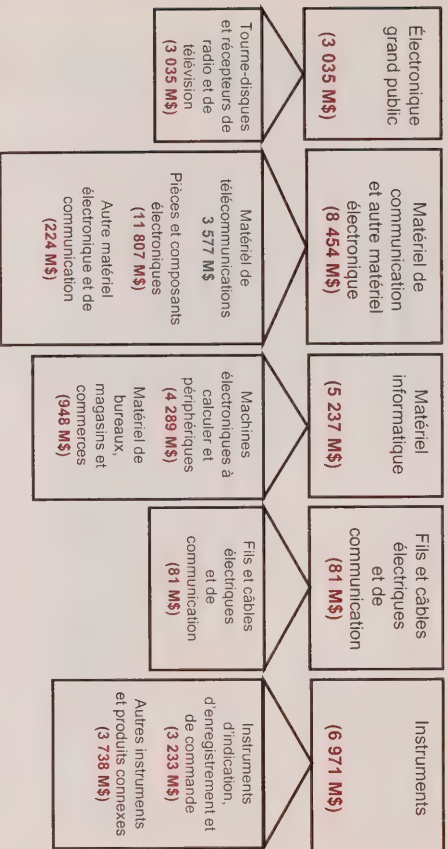 Électronique
grand public
(3 035 M$)
Tourne-disques
et récepteurs de
radio et de
télévision
(3 035 M$)
Matériel de
communication
et autre matériel
électronique
(8 454 M$)
Matériel de
télécommunications
3 577 M$
Pièces et composants
électroniques
(11 807 M$)
Autre matériel
électronique et de
communication
(224 M$)
Matériel
informatique
(5 237 M$)
Machines
électroniques à
calculer et
périphériques
(4 289 M$)
Matériel de
bureaux,
magasins et
commerces
(948 M$)
Fils et câbles
électriques
et de
communication
(81 M$)
Fils et câbles
électriques
et de
communication
(81 M$)
Instruments
(6 971 M$)
Instruments
d'indication,
d'enregistrement et
de commande
(3 233 M$)
Autres instruments
et produits connexes
(3 738 M$)